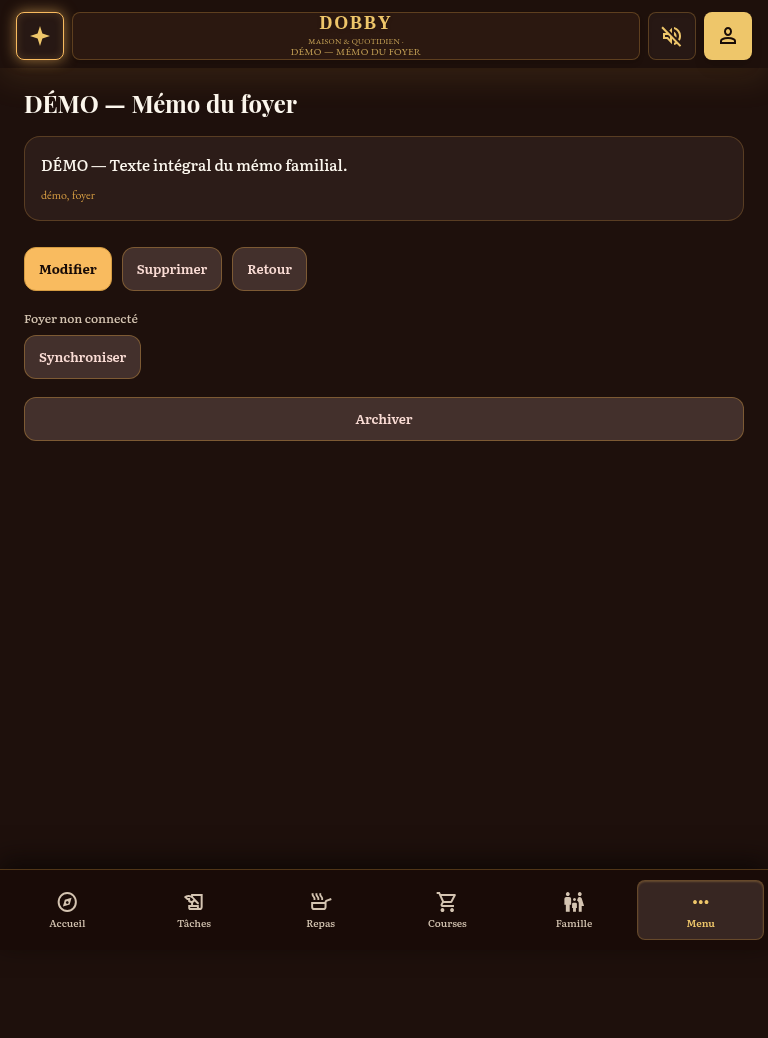 DOBBY
MAISON & QUOTIDIEN ·
DÉMO — MÉMO DU FOYER
DÉMO — Mémo du foyer
DÉMO — Texte intégral du mémo familial.
démo, foyer
Modifier
Supprimer
Retour
Foyer non connecté
Synchroniser
Archiver
Accueil
Tâches
Repas
Courses
Famille
Menu